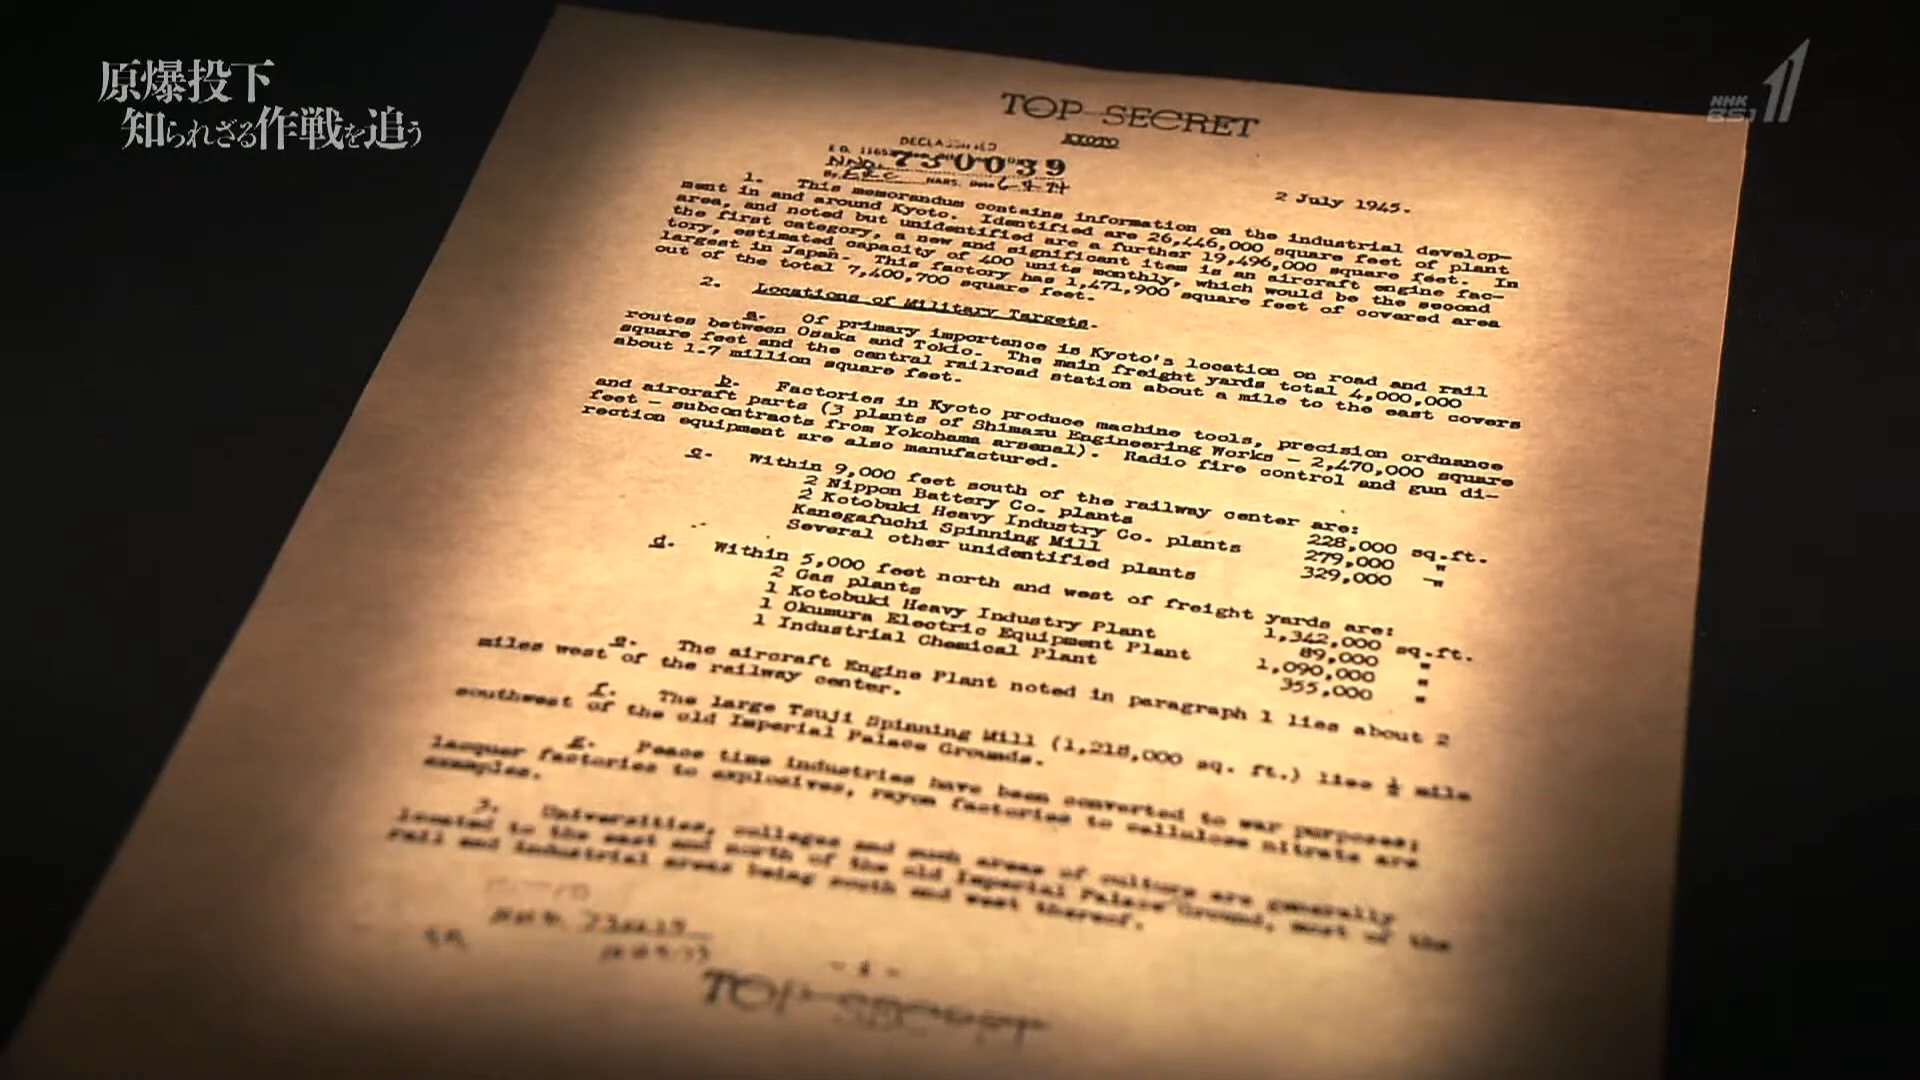 原爆投下
知られざる作戦を追う
NHK
BS1
TOP SECRET
KYOTO
DECLASSIFIED
E.O. 1165
NND 730039
By ERC NARS, Date 6-4-74
2 July 1945.
1. This memorandum contains information on the industrial develop-
ment in and around Kyoto. Identified are 26,446,000 square feet of plant
area, and noted but unidentified are a further 19,496,000 square feet. In
the first category, a new and significant item is an aircraft engine fac-
tory, estimated capacity of 400 units monthly, which would be the second
largest in Japan. This factory has 1,471,900 square feet of covered area
out of the total 7,400,700 square feet.
2. Locations of Military Targets.
a. Of primary importance is Kyoto's location on road and rail
routes between Osaka and Tokio. The main freight yards total 4,000,000
square feet and the central railroad station about a mile to the east covers
about 1.7 million square feet.
b. Factories in Kyoto produce machine tools, precision ordnance
and aircraft parts (3 plants of Shimazu Engineering Works - 2,470,000 square
feet - subcontracts from Yokohama arsenal). Radio fire control and gun di-
rection equipment are also manufactured.
c. Within 9,000 feet south of the railway center are:
2 Nippon Battery Co. plants 228,000 sq.ft.
2 Kotobuki Heavy Industry Co. plants 279,000 "
Kanegafuchi Spinning Mill 329,000 "
Several other unidentified plants
d. Within 5,000 feet north and west of freight yards are:
2 Gas plants 1,342,000 sq.ft.
1 Kotobuki Heavy Industry Plant 89,000 "
1 Okumura Electric Equipment Plant 1,090,000 "
1 Industrial Chemical Plant 355,000 "
e. The aircraft Engine Plant noted in paragraph 1 lies about 2
miles west of the railway center.
f. The large Tsuji Spinning Mill (1,218,000 sq. ft.) lies ½ mile
southwest of the old Imperial Palace Grounds.
g. Peace time industries have been converted to war purposes;
lacquer factories to explosives, rayon factories to cellulose nitrate are
examples.
3. Universities, colleges and such areas of culture are generally
located to the east and north of the old Imperial Palace Ground, most of the
rail and industrial areas being south and west thereof.
- 1 -
TOP SECRET